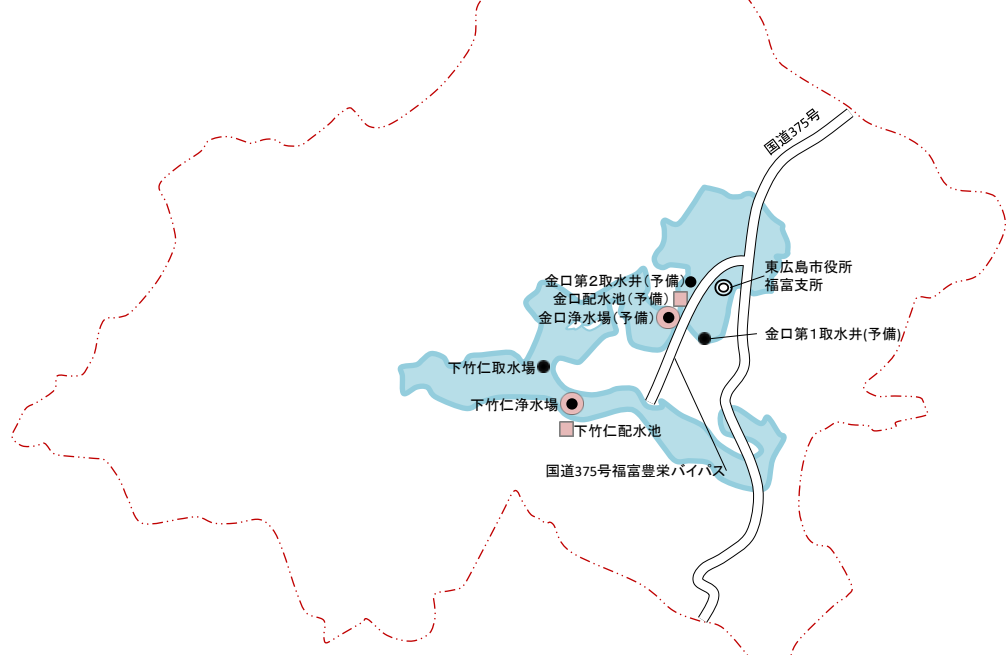 国道375号
東広島市役所
福富支所
金口第2取水井(予備)
金口配水池(予備)
金口浄水場(予備)
金口第1取水井(予備)
下竹仁取水場
下竹仁浄水場
下竹仁配水池
国道375号福富豊栄バイパス